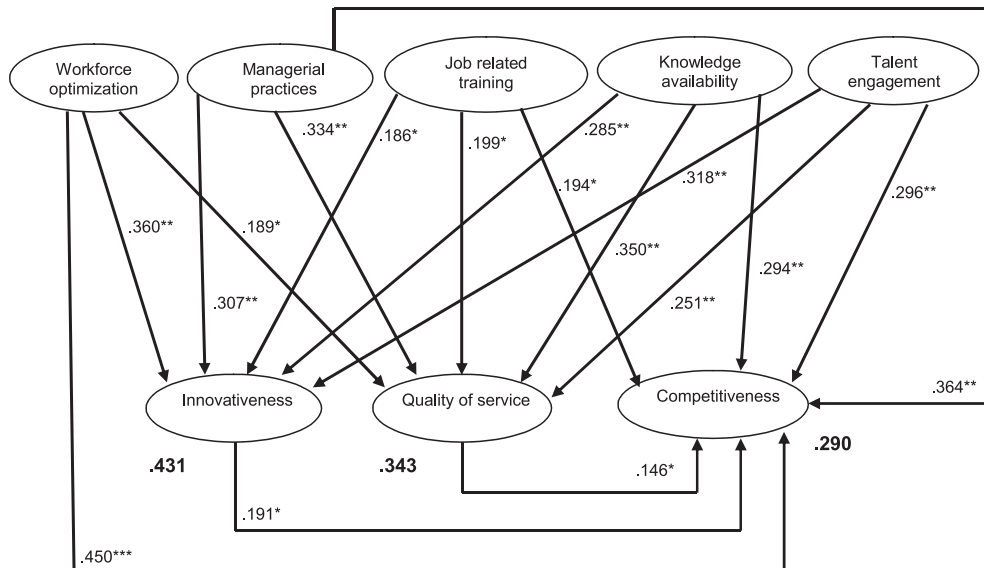 Workforce
optimization
Managerial
practices
Job related
training
Knowledge
availability
Talent
engagement
.334**
.186*
.199*
.285**
.318**
.194*
.296**
.360**
.189*
.350**
.294**
.307**
.251**
Innovativeness
Quality of service
Competitiveness
.364**
.431
.343
.290
.146*
.191*
.450***